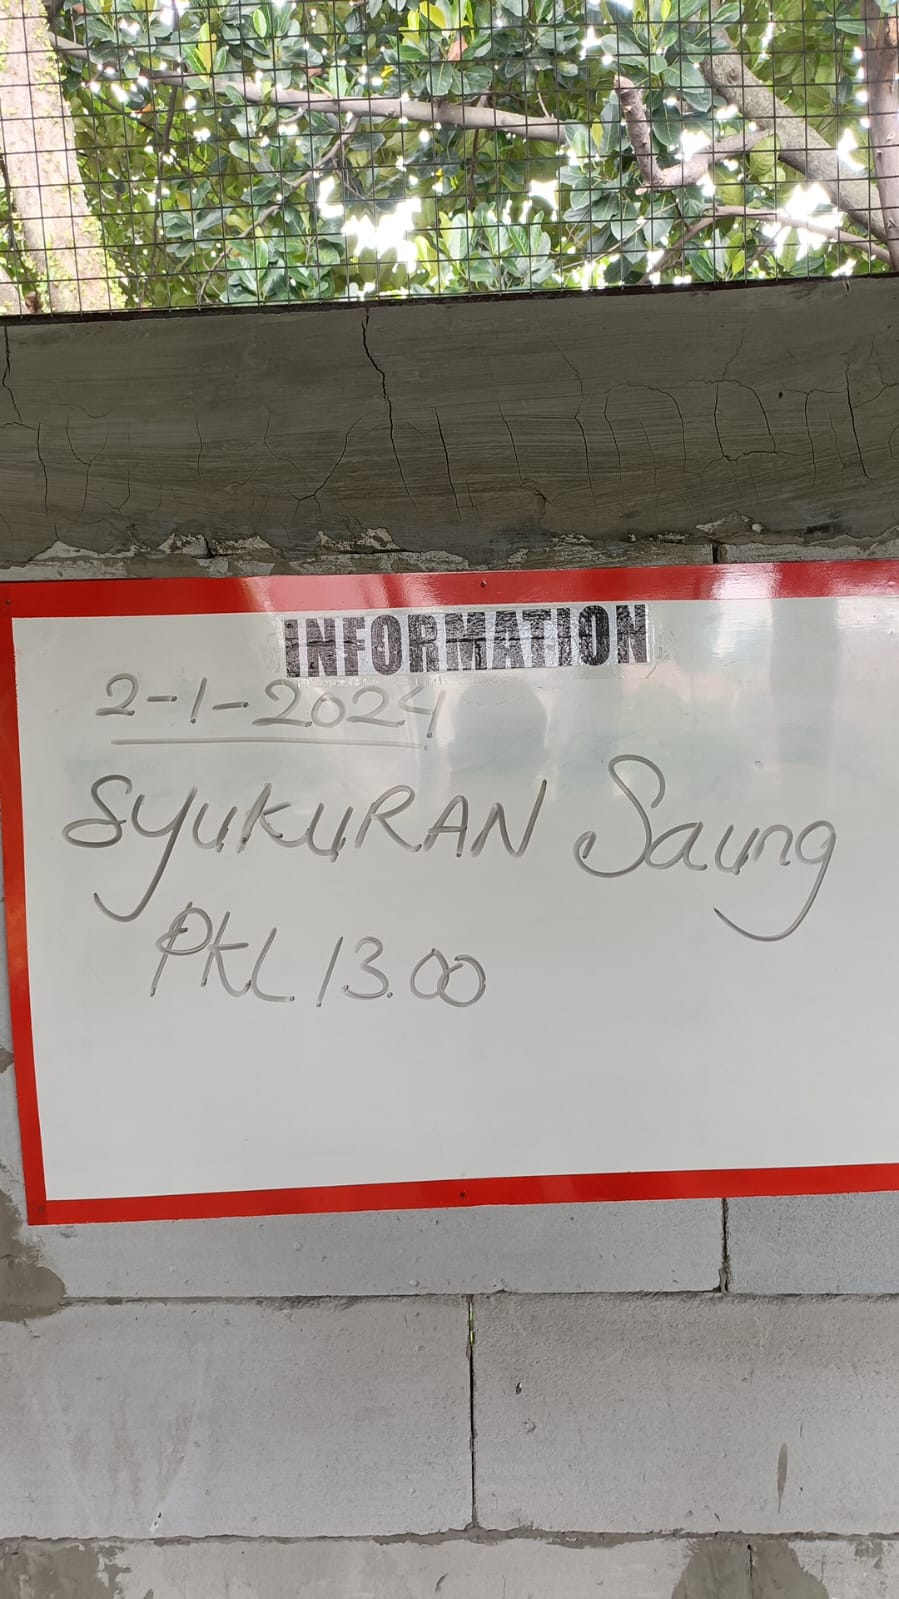 INFORMATION
2-1-2024
SYUKURAN Saung
PKL 13.00